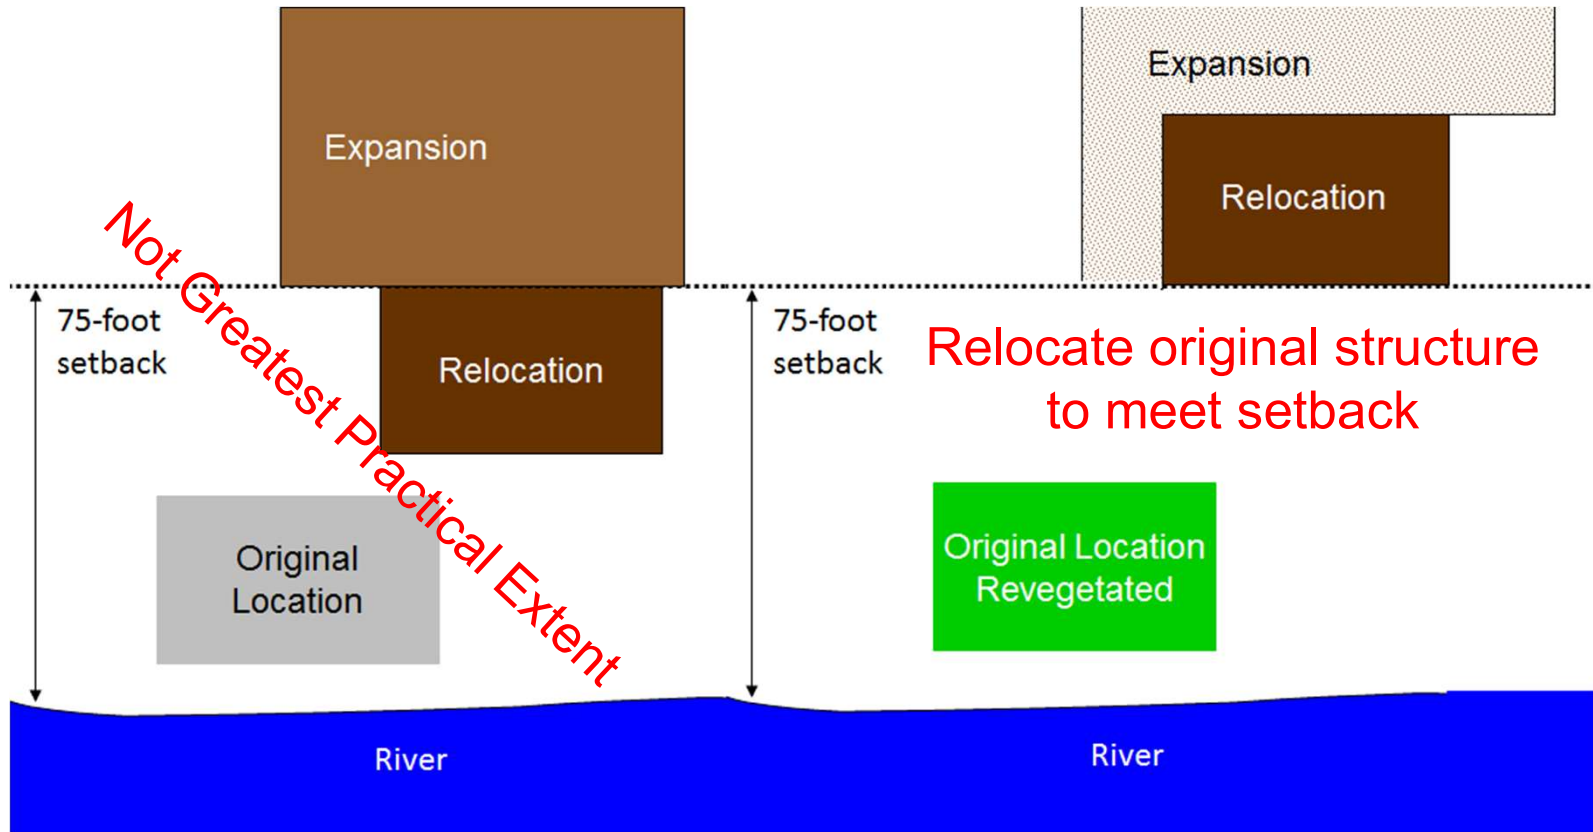 Expansion
Relocation
75-foot
setback
Not Greatest Practical Extent
Original
Location
River
Expansion
Relocation
75-foot
setback
Relocate original structure
to meet setback
Original Location
Revegetated
River